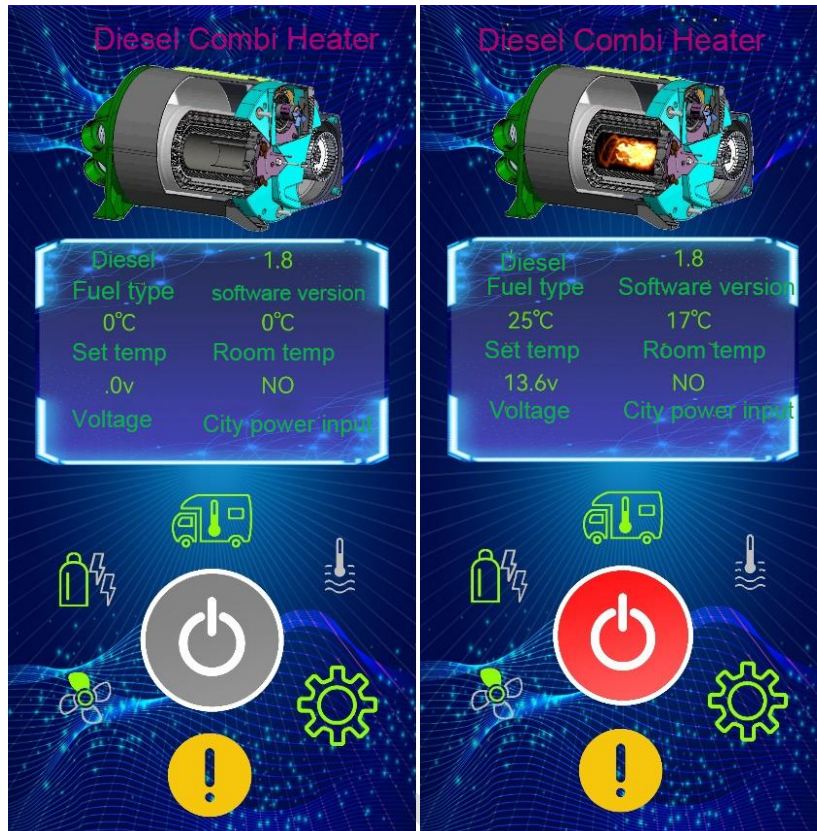 Diesel Combi Heater
Diesel 1.8
Fuel type software version
0°C 0°C
Set temp Room temp
.0v NO
Voltage City power input
Diesel Combi Heater
Diesel 1.8
Fuel type Software version
25°C 17°C
Set temp Room temp
13.6v NO
Voltage City power input